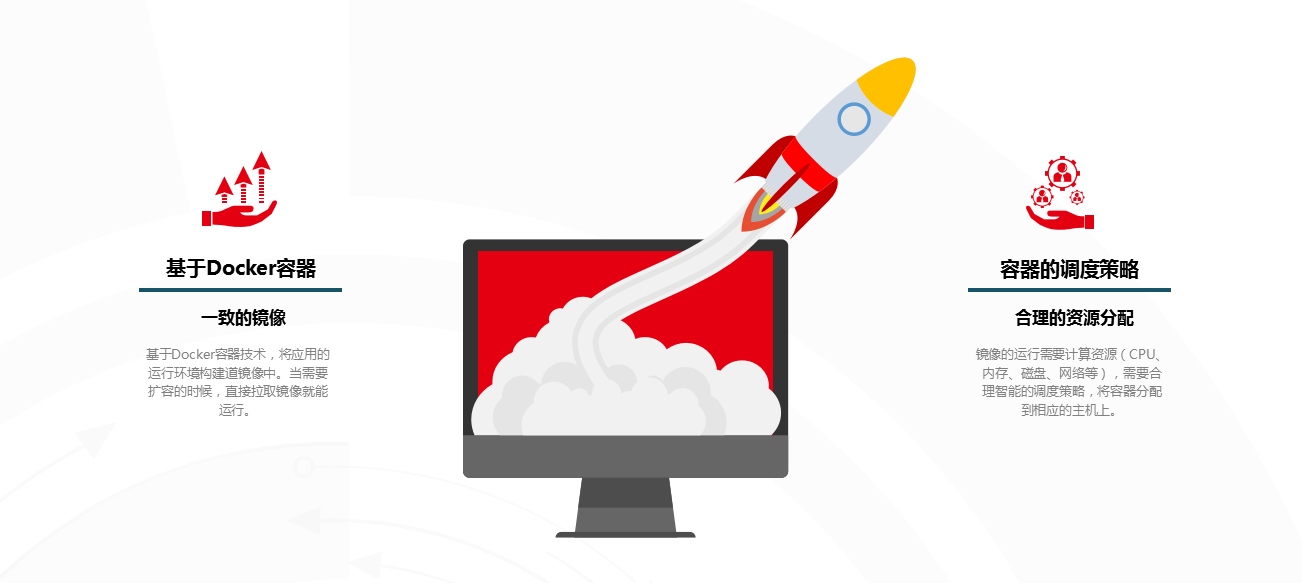 基于Docker容器
一致的镜像
基于Docker容器技术，将应用的
运行环境构建道镜像中。当需要
扩容的时候，直接拉取镜像就能
运行。
容器的调度策略
合理的资源分配
镜像的运行需要计算资源（CPU、
内存、磁盘、网络等），需要合
理智能的调度策略，将容器分配
到相应的主机上。